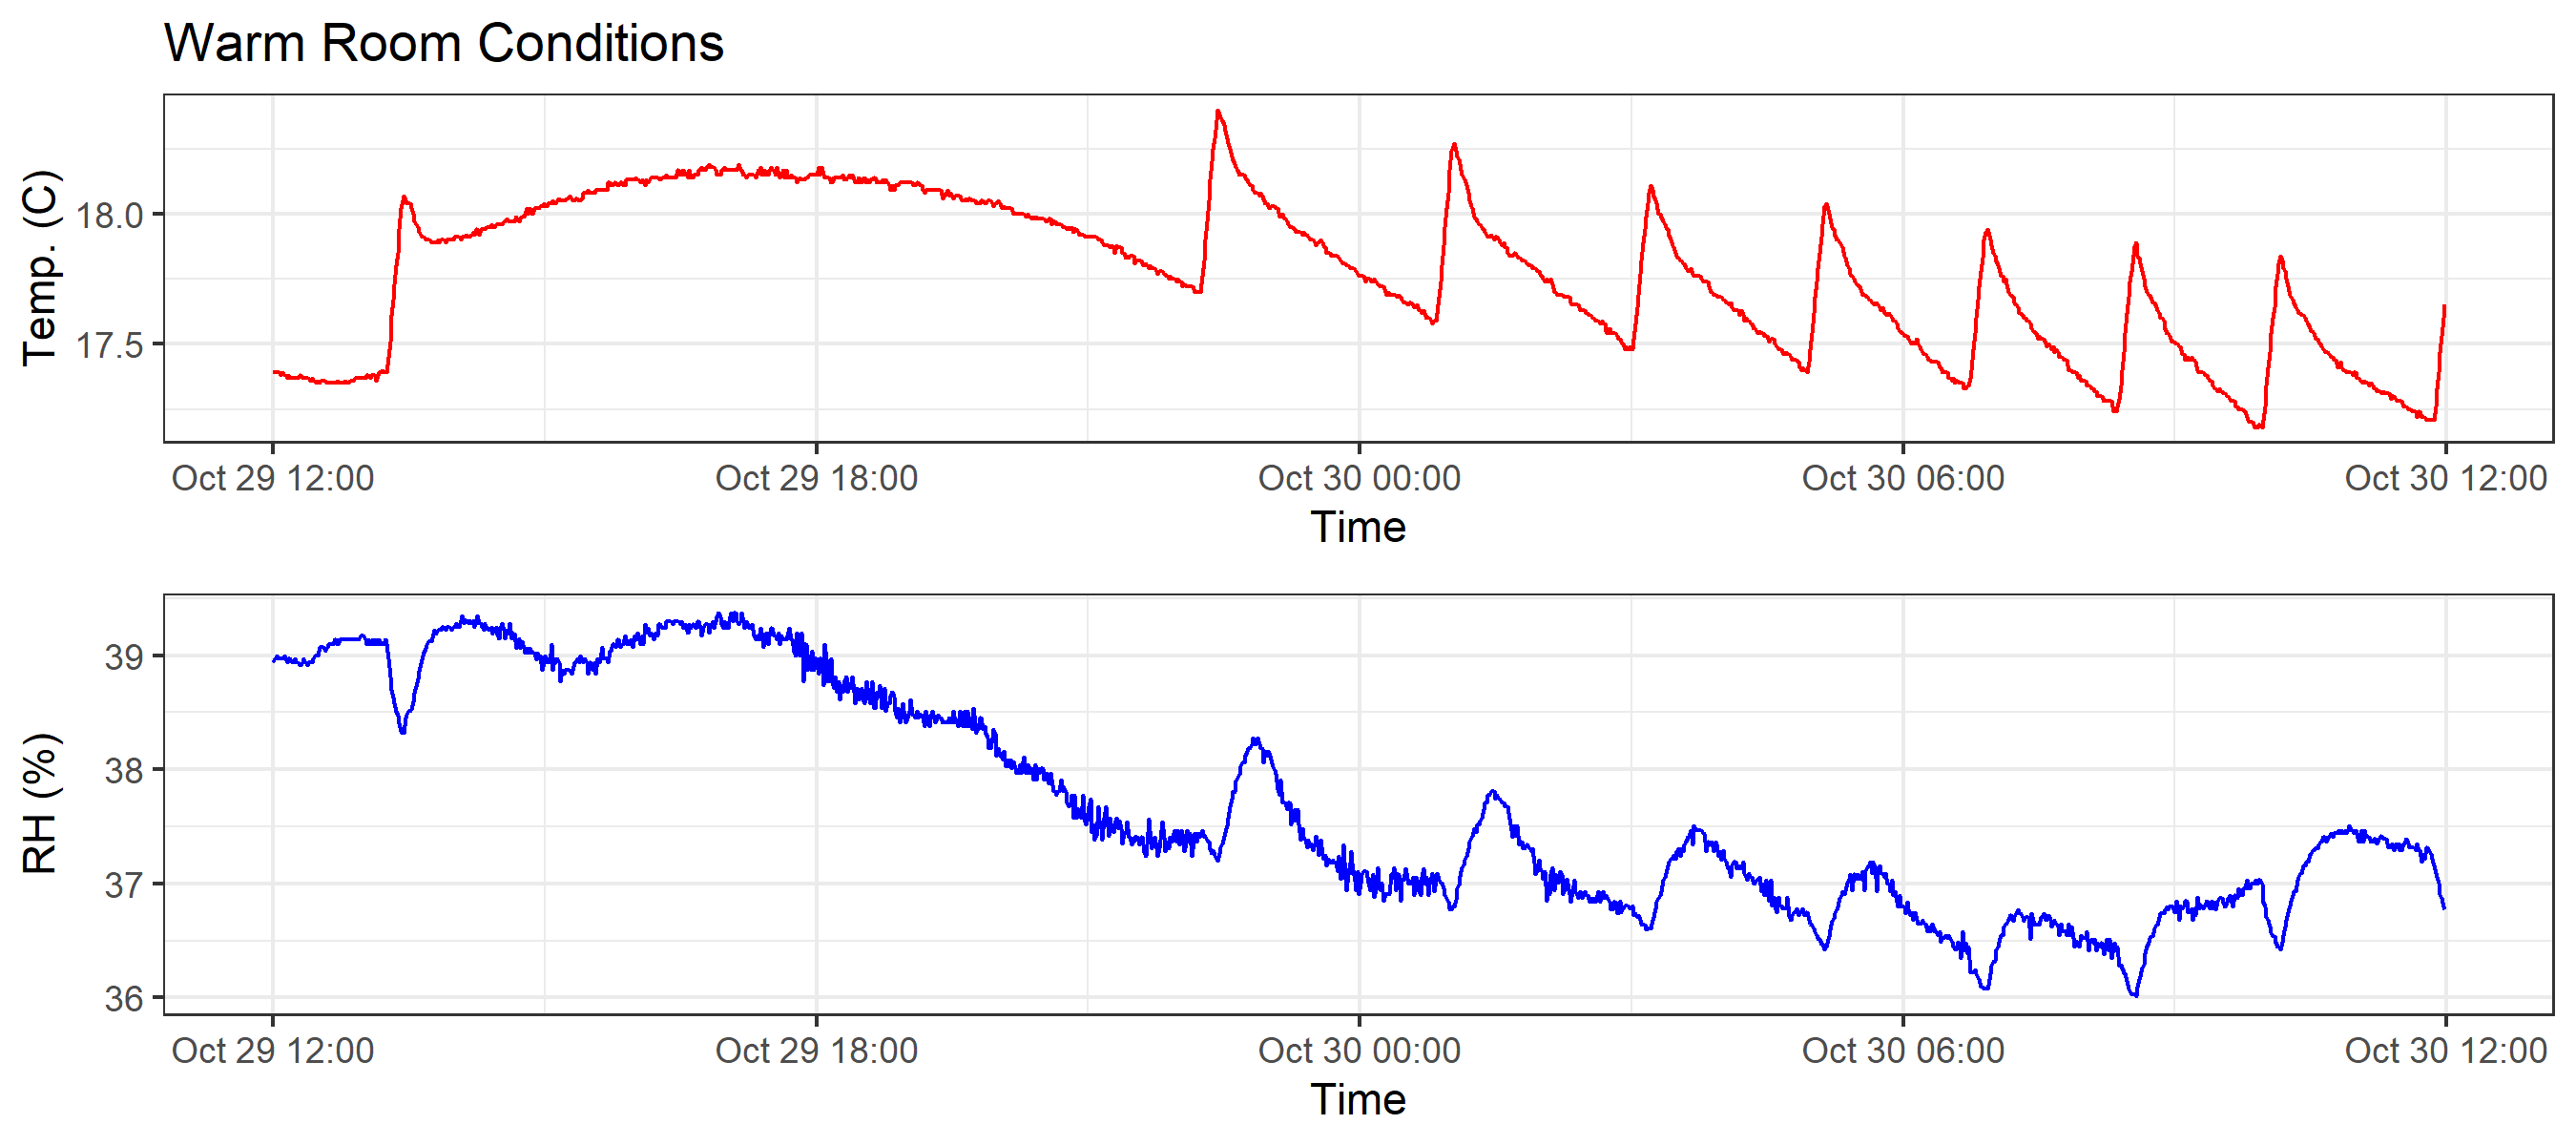 Warm Room Conditions
Temp. (C)
18.0
17.5
Oct 29 12:00 Oct 29 18:00 Oct 30 00:00 Oct 30 06:00 Oct 30 12:00
Time
RH (%)
39
38
37
36
Oct 29 12:00 Oct 29 18:00 Oct 30 00:00 Oct 30 06:00 Oct 30 12:00
Time